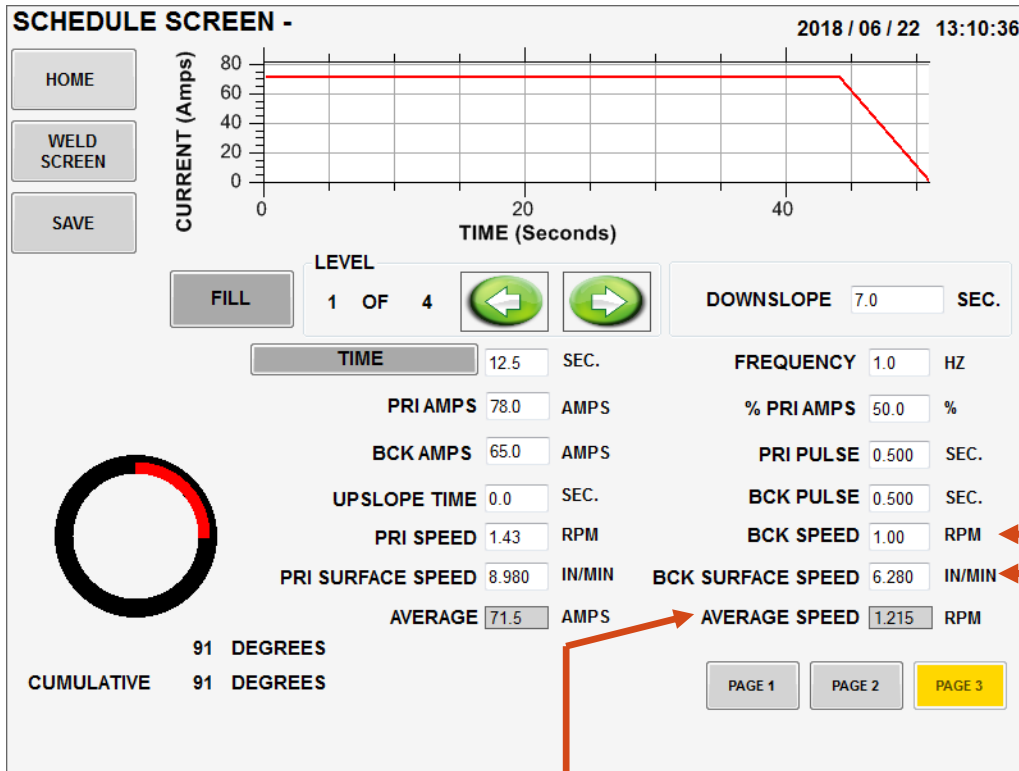 SCHEDULE SCREEN -
2018 / 06 / 22 13:10:36
HOME
WELD
SCREEN
SAVE
CURRENT (Amps)
80
60
40
20
0
0 20 40
TIME (Seconds)
FILL
LEVEL
1 OF 4
DOWNSLOPE 7.0 SEC.
TIME 12.5 SEC.
FREQUENCY 1.0 HZ
PRI AMPS 78.0 AMPS
% PRI AMPS 50.0 %
BCK AMPS 65.0 AMPS
PRI PULSE 0.500 SEC.
UPSLOPE TIME 0.0 SEC.
BCK PULSE 0.500 SEC.
PRI SPEED 1.43 RPM
BCK SPEED 1.00 RPM
PRI SURFACE SPEED 8.980 IN/MIN
BCK SURFACE SPEED 6.280 IN/MIN
AVERAGE 71.5 AMPS
AVERAGE SPEED 1.215 RPM
91 DEGREES
CUMULATIVE 91 DEGREES
PAGE 1
PAGE 2
PAGE 3